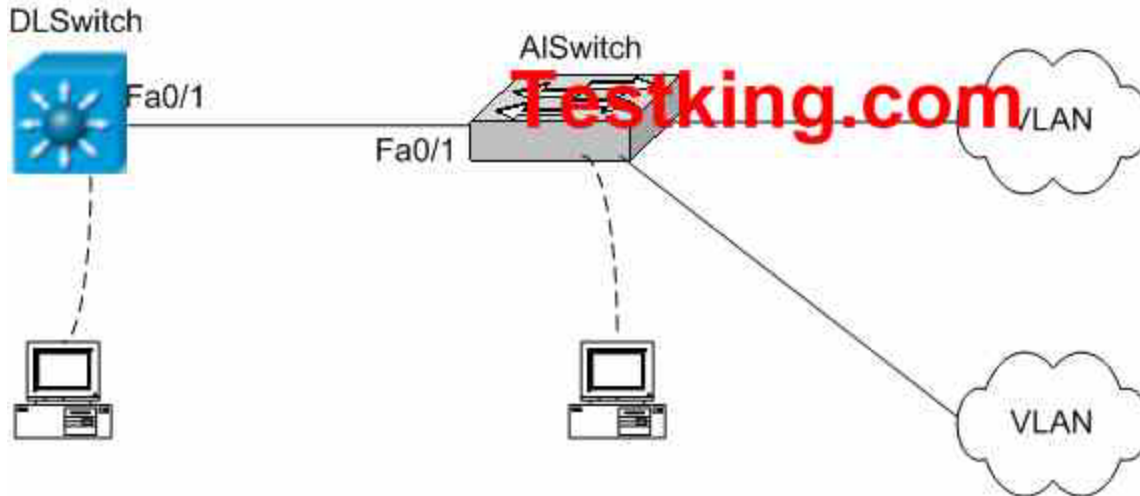 DLSwitch
AlSwitch
Fa0/1
Testking.com
VLAN
Fa0/1
VLAN